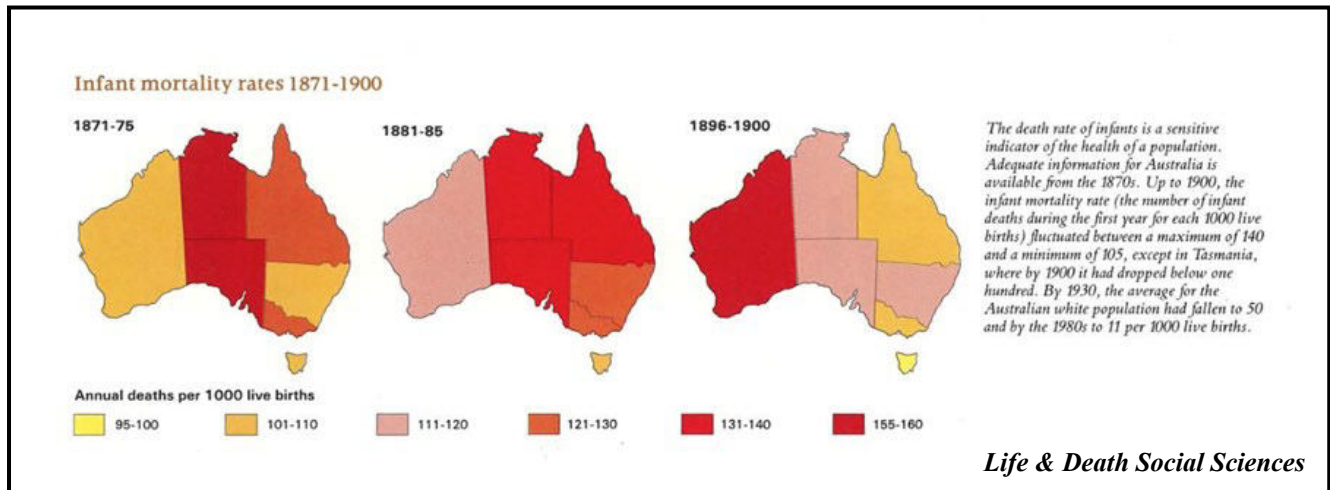 Infant mortality rates 1871-1900
1871-75
1881-85
1896-1900
The death rate of infants is a sensitive
indicator of the health of a population.
Adequate information for Australia is
available from the 1870s. Up to 1900, the
infant mortality rate (the number of infant
deaths during the first year for each 1000 live
births) fluctuated between a maximum of 140
and a minimum of 105, except in Tasmania,
where by 1900 it had dropped below one
hundred. By 1930, the average for the
Australian white population had fallen to 50
and by the 1980s to 11 per 1000 live births.
Annual deaths per 1000 live births
95-100
101-110
111-120
121-130
131-140
155-160
Life & Death Social Sciences